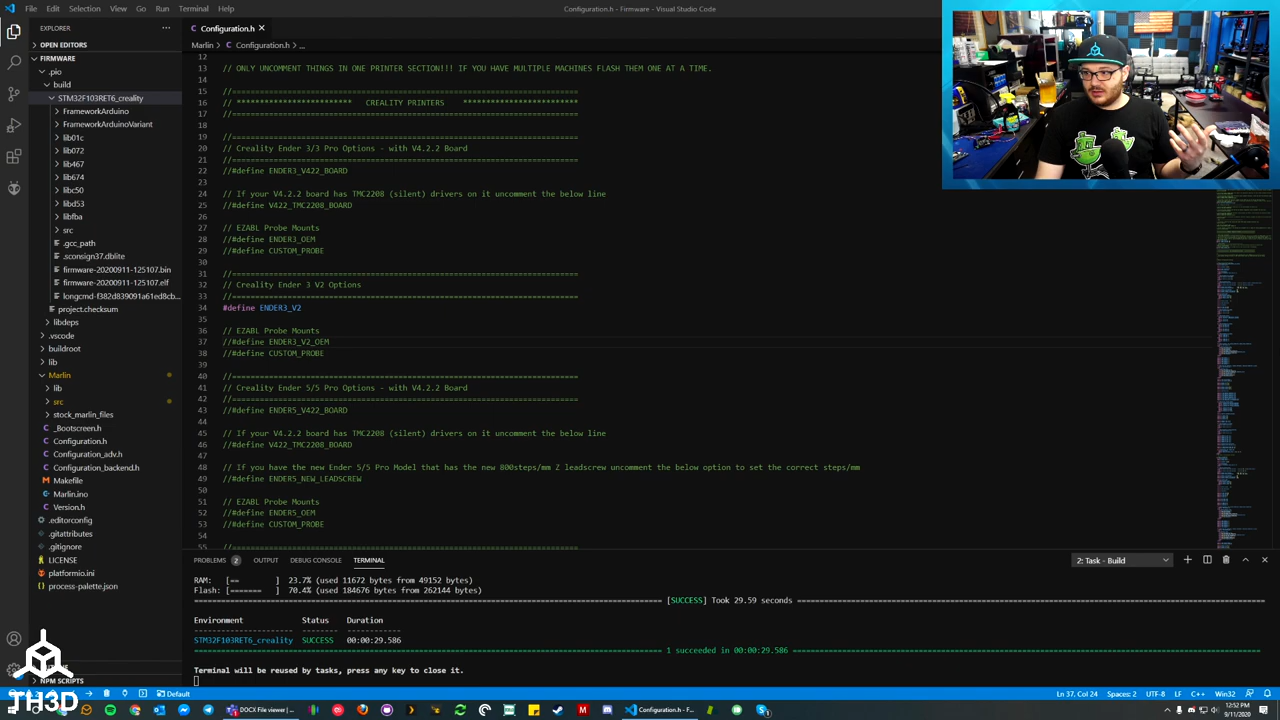 File Edit Selection View Go Run Terminal Help
Configuration.h - Firmware - Visual Studio Code
EXPLORER
OPEN EDITORS
FIRMWARE
.pio
build
STM32F103RET6_creality
FrameworkArduino
FrameworkArduinoVariant
lib01c
lib072
lib467
lib674
libc50
libd53
libfba
src
.gcc_path
.sconsign37.dblite
firmware-20200911-125107.bin
firmware-20200911-125107.elf
longcmd-f382d839091a61ed8cb...
project.checksum
libdeps
.vscode
buildroot
lib
Marlin
lib
src
stock_marlin_files
_Bootscreen.h
Configuration.h
Configuration_adv.h
Configuration_backend.h
Makefile
Marlin.ino
Version.h
.editorconfig
.gitattributes
.gitignore
LICENSE
platformio.ini
process-palette.json
NPM SCRIPTS
TH3D
Configuration.h
Marlin > Configuration.h > ...
12
13 // ONLY UNCOMMENT THINGS IN ONE PRINTER SECTION! IF YOU HAVE MULTIPLE MACHINES FLASH THEM ONE AT A TIME.
14
15 //===========================================================================
16 // ************************* CREALITY PRINTERS *************************
17 //===========================================================================
18
19 //===========================================================================
20 // Creality Ender 3/3 Pro Options - with V4.2.2 Board
21 //===========================================================================
22 //#define ENDER3_V422_BOARD
23
24 // If your V4.2.2 board has TMC2208 (silent) drivers on it uncomment the below line
25 //#define V422_TMC2208_BOARD
26
27 // EZABL Probe Mounts
28 //#define ENDER3_OEM
29 //#define CUSTOM_PROBE
30
31 //===========================================================================
32 // Creality Ender 3 V2 Options
33 //===========================================================================
34 #define ENDER3_V2
35
36 // EZABL Probe Mounts
37 //#define ENDER3_V2_OEM
38 //#define CUSTOM_PROBE
39
40 //===========================================================================
41 // Creality Ender 5/5 Pro Options - with V4.2.2 Board
42 //===========================================================================
43 //#define ENDER5_V422_BOARD
44
45 // If your V4.2.2 board has TMC2208 (silent) drivers on it uncomment the below line
46 //#define V422_TMC2208_BOARD
47
48 // If you have the new Ender 5/5 Pro Model that has the new 800steps/mm Z leadscrew uncomment the below option to set the correct steps/mm
49 //#define ENDER5_NEW_LEADSCREW
50
51 // EZABL Probe Mounts
52 //#define ENDER5_OEM
53 //#define CUSTOM_PROBE
54
55 //===========================================================================
PROBLEMS 2 OUTPUT DEBUG CONSOLE TERMINAL
2: Task - Build
RAM: [== ] 23.7% (used 11672 bytes from 49152 bytes)
Flash: [======= ] 70.4% (used 184676 bytes from 262144 bytes)
[SUCCESS] Took 29.59 seconds
Environment Status Duration
STM32F103RET6_creality SUCCESS 00:00:29.586
1 succeeded in 00:00:29.586
Terminal will be reused by tasks, press any key to close it.
Default
Ln 37, Col 24 Spaces: 2 UTF-8 LF C++ Win32
DOCX File viewer | ...
Configuration.h - F...
12:52 PM
9/11/2020